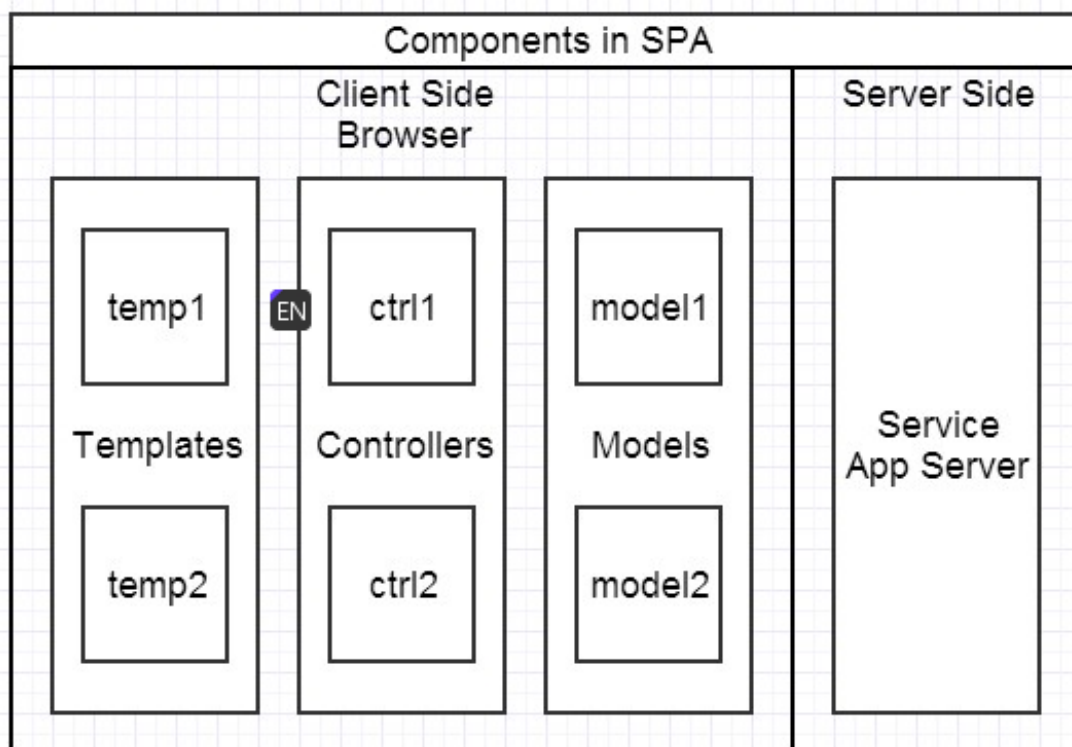 Components in SPA
Client Side
Browser
Server Side
temp1
EN
ctrl1
model1
Templates
Controllers
Models
Service
App Server
temp2
ctrl2
model2